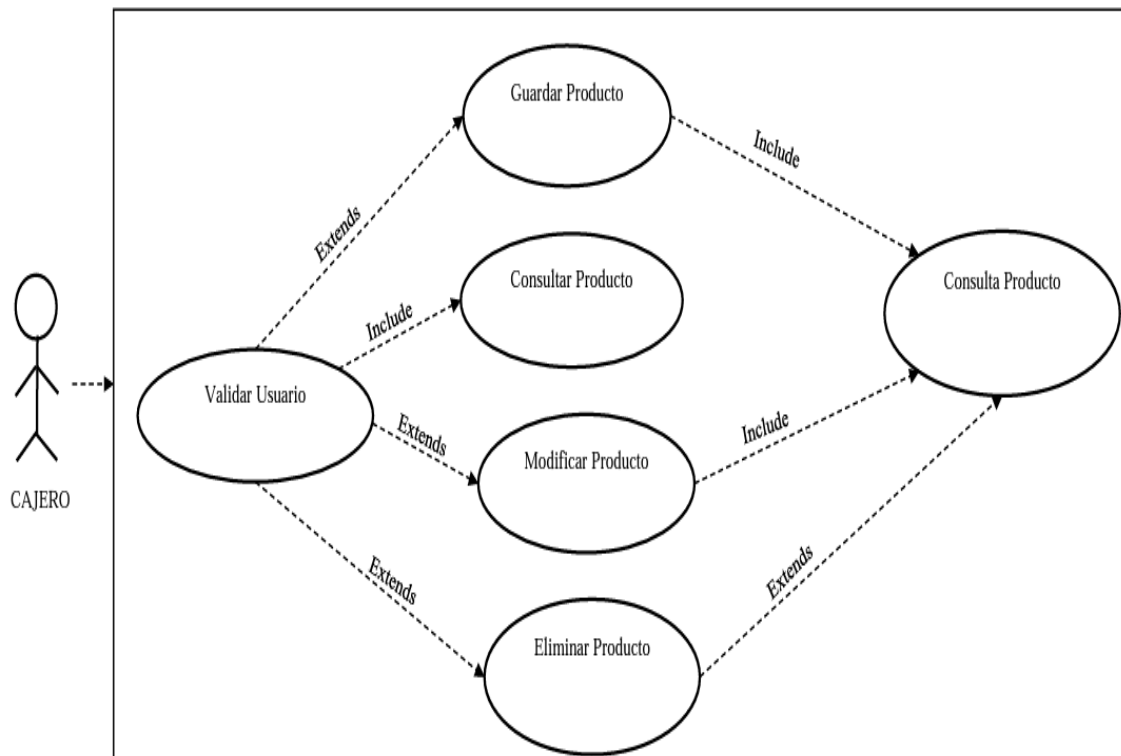 Guardar Producto
Include
Extends
Consultar Producto
Consulta Producto
Include
Validar Usuario
Extends
Include
Modificar Producto
CAJERO
Extends
Extends
Eliminar Producto